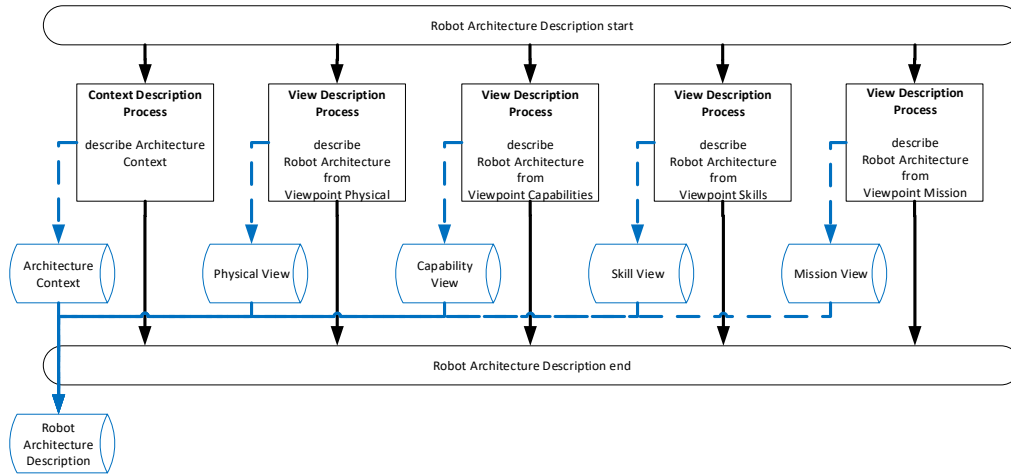 Robot Architecture Description start
Context Description
Process
describe Architecture
Context
View Description
Process
describe
Robot Architecture
from
Viewpoint Physical
View Description
Process
describe
Robot Architecture
from
Viewpoint Capabilities
View Description
Process
describe
Robot Architecture
from
Viewpoint Skills
View Description
Process
describe
Robot Architecture
from
Viewpoint Mission
Architecture
Context
Physical View
Capability
View
Skill View
Mission View
Robot Architecture Description end
Robot
Architecture
Description